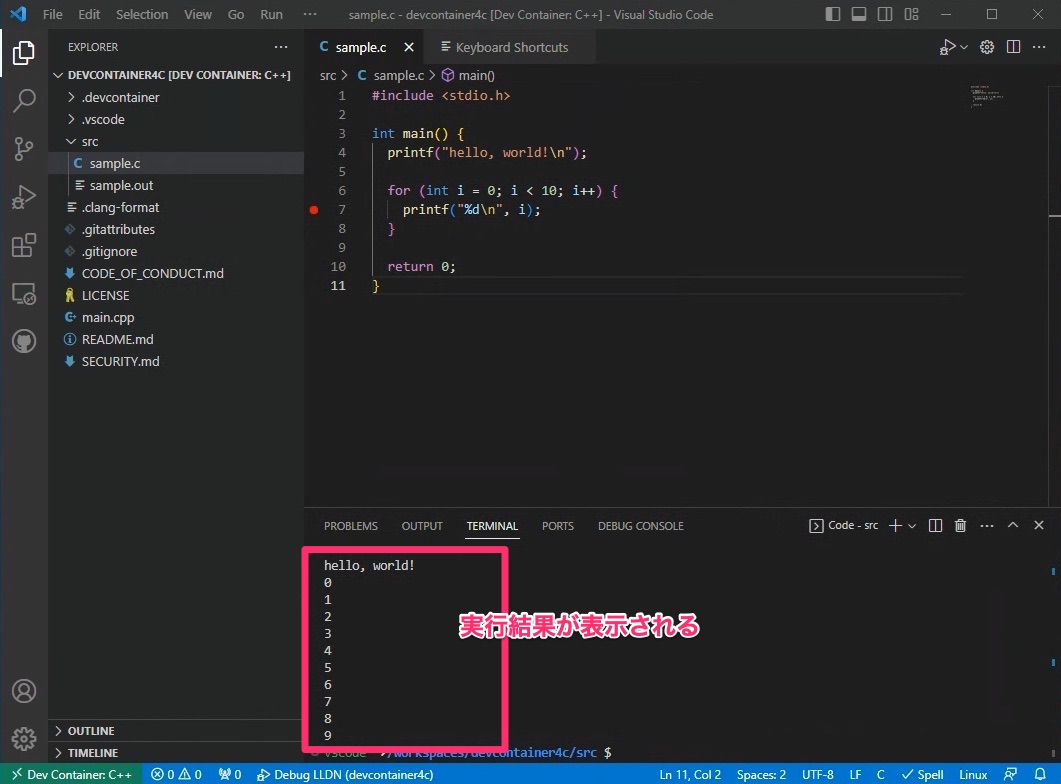 File Edit Selection View Go Run ··· sample.c - devcontainer4c [Dev Container: C++] - Visual Studio Code
EXPLORER ···
DEVCONTAINER4C [DEV CONTAINER: C++]
.devcontainer
.vscode
src
C sample.c
sample.out
.clang-format
.gitattributes
.gitignore
CODE_OF_CONDUCT.md
LICENSE
main.cpp
README.md
SECURITY.md
OUTLINE
TIMELINE
C sample.c Keyboard Shortcuts
src > C sample.c > main()
1 #include <stdio.h>
2
3 int main() {
4 printf("hello, world!\n");
5
6 for (int i = 0; i < 10; i++) {
7 printf("%d\n", i);
8 }
9
10 return 0;
11 }
PROBLEMS OUTPUT TERMINAL PORTS DEBUG CONSOLE Code - src
hello, world!
0
1
2
3
4
5
6
7
8
9
実行結果が表示される
vscode /workspaces/devcontainer4c/src $
Dev Container: C++ 0 0 0 Debug LLDN (devcontainer4c) Ln 11, Col 2 Spaces: 2 UTF-8 LF C Spell Linux